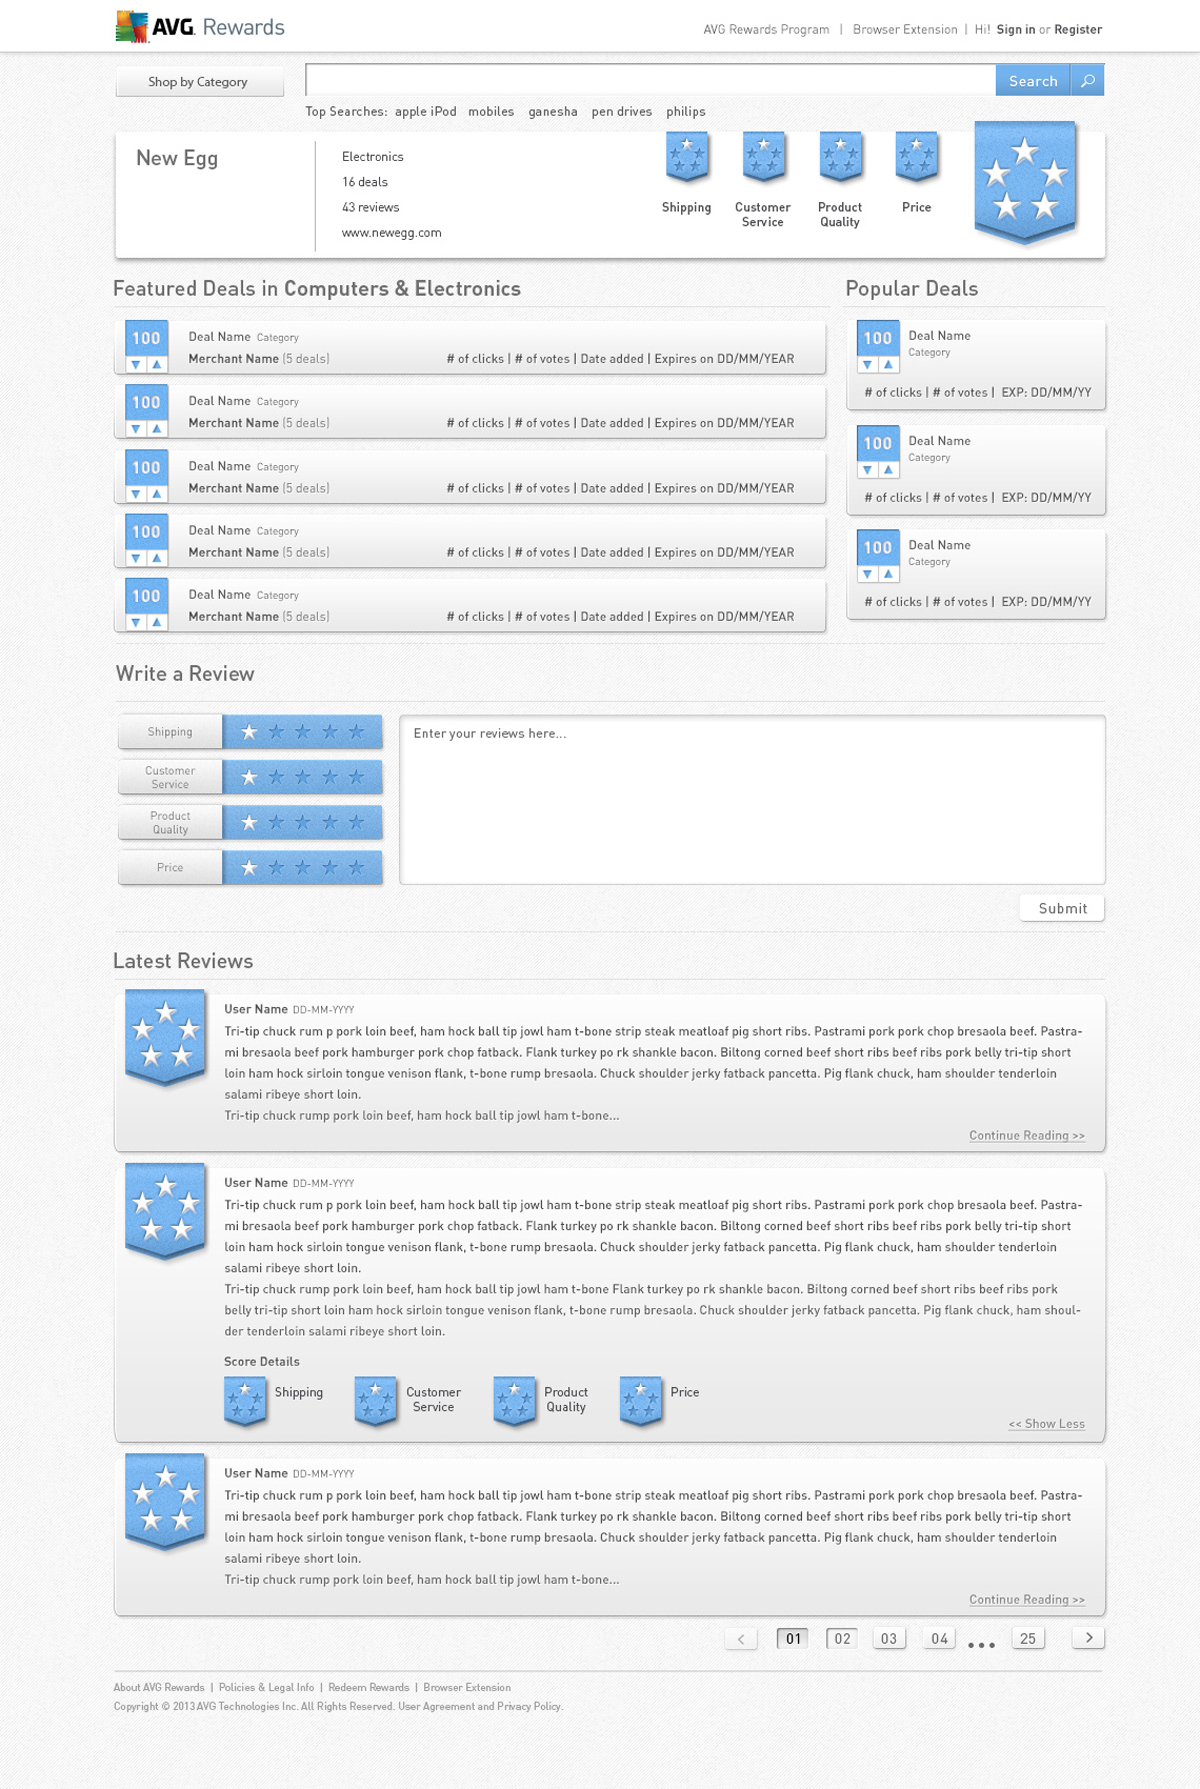 AVG Rewards
AVG Rewards Program | Browser Extension | Hi! Sign in or Register
Shop by Category
Search
Top Searches: apple iPod mobiles ganesha pen drives philips
New Egg
Electronics
16 deals
43 reviews
www.newegg.com
Shipping
Customer
Service
Product
Quality
Price
Featured Deals in Computers & Electronics
100
Deal Name Category
Merchant Name (5 deals)
# of clicks | # of votes | Date added | Expires on DD/MM/YEAR
100
Deal Name Category
Merchant Name (5 deals)
# of clicks | # of votes | Date added | Expires on DD/MM/YEAR
100
Deal Name Category
Merchant Name (5 deals)
# of clicks | # of votes | Date added | Expires on DD/MM/YEAR
100
Deal Name Category
Merchant Name (5 deals)
# of clicks | # of votes | Date added | Expires on DD/MM/YEAR
100
Deal Name Category
Merchant Name (5 deals)
# of clicks | # of votes | Date added | Expires on DD/MM/YEAR
Popular Deals
100
Deal Name
Category
# of clicks | # of votes | EXP: DD/MM/YY
100
Deal Name
Category
# of clicks | # of votes | EXP: DD/MM/YY
100
Deal Name
Category
# of clicks | # of votes | EXP: DD/MM/YY
Write a Review
Shipping
Customer
Service
Product
Quality
Price
Enter your reviews here...
Submit
Latest Reviews
User Name DD-MM-YYYY
Tri-tip chuck rum p pork loin beef, ham hock ball tip jowl ham t-bone strip steak meatloaf pig short ribs. Pastrami pork pork chop bresaola beef. Pastra-
mi bresaola beef pork hamburger pork chop fatback. Flank turkey po rk shankle bacon. Biltong corned beef short ribs beef ribs pork belly tri-tip short
loin ham hock sirloin tongue venison flank, t-bone rump bresaola. Chuck shoulder jerky fatback pancetta. Pig flank chuck, ham shoulder tenderloin
salami ribeye short loin.
Tri-tip chuck rump pork loin beef, ham hock ball tip jowl ham t-bone...
Continue Reading >>
User Name DD-MM-YYYY
Tri-tip chuck rum p pork loin beef, ham hock ball tip jowl ham t-bone strip steak meatloaf pig short ribs. Pastrami pork pork chop bresaola beef. Pastra-
mi bresaola beef pork hamburger pork chop fatback. Flank turkey po rk shankle bacon. Biltong corned beef short ribs beef ribs pork belly tri-tip short
loin ham hock sirloin tongue venison flank, t-bone rump bresaola. Chuck shoulder jerky fatback pancetta. Pig flank chuck, ham shoulder tenderloin
salami ribeye short loin.
Tri-tip chuck rump pork loin beef, ham hock ball tip jowl ham t-bone Flank turkey po rk shankle bacon. Biltong corned beef short ribs beef ribs pork
belly tri-tip short loin ham hock sirloin tongue venison flank, t-bone rump bresaola. Chuck shoulder jerky fatback pancetta. Pig flank chuck, ham shoul-
der tenderloin salami ribeye short loin.
Score Details
Shipping
Customer
Service
Product
Quality
Price
<< Show Less
User Name DD-MM-YYYY
Tri-tip chuck rum p pork loin beef, ham hock ball tip jowl ham t-bone strip steak meatloaf pig short ribs. Pastrami pork pork chop bresaola beef. Pastra-
mi bresaola beef pork hamburger pork chop fatback. Flank turkey po rk shankle bacon. Biltong corned beef short ribs beef ribs pork belly tri-tip short
loin ham hock sirloin tongue venison flank, t-bone rump bresaola. Chuck shoulder jerky fatback pancetta. Pig flank chuck, ham shoulder tenderloin
salami ribeye short loin.
Tri-tip chuck rump pork loin beef, ham hock ball tip jowl ham t-bone...
Continue Reading >>
< 01 02 03 04 ... 25 >
About AVG Rewards | Policies & Legal Info | Redeem Rewards | Browser Extension
Copyright © 2013 AVG Technologies Inc. All Rights Reserved. User Agreement and Privacy Policy.